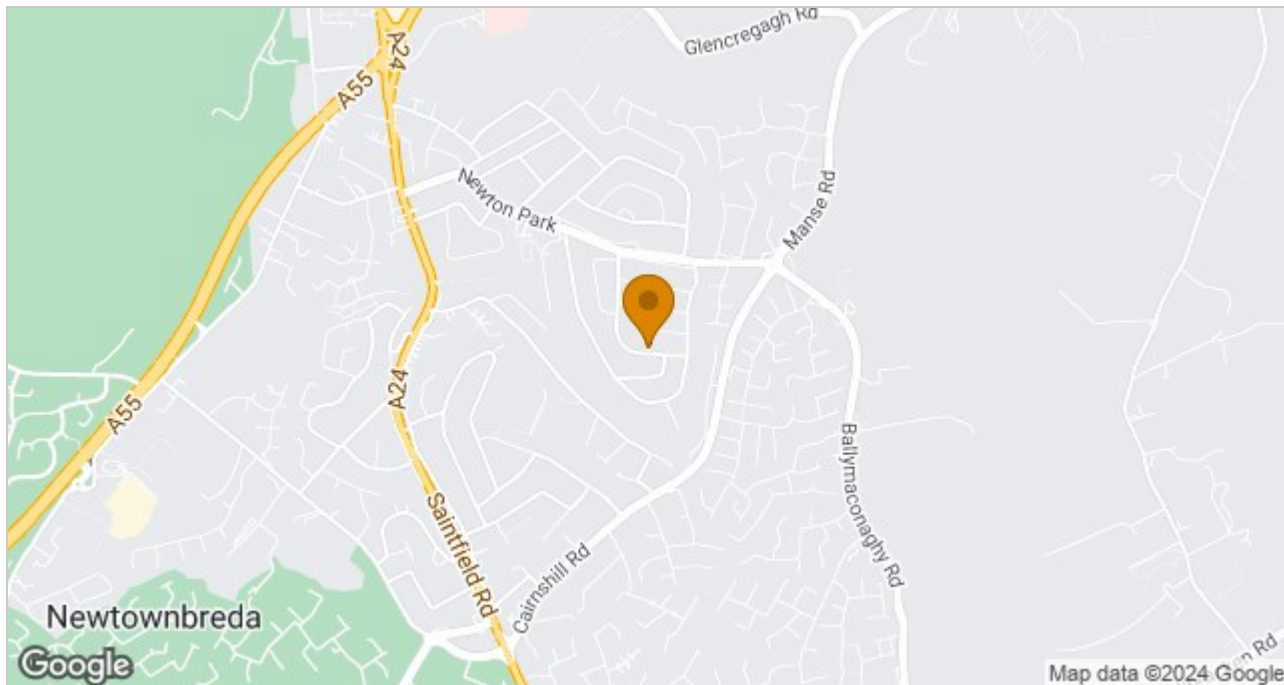 Glencregagh Rd
A24
A55
Newton Park
Manse Rd
A24
A55
Ballymaconaghy Rd
Saintfield Rd
Cairnshill Rd
Newtownbreda
Rd
Google
Map data ©2024 Google